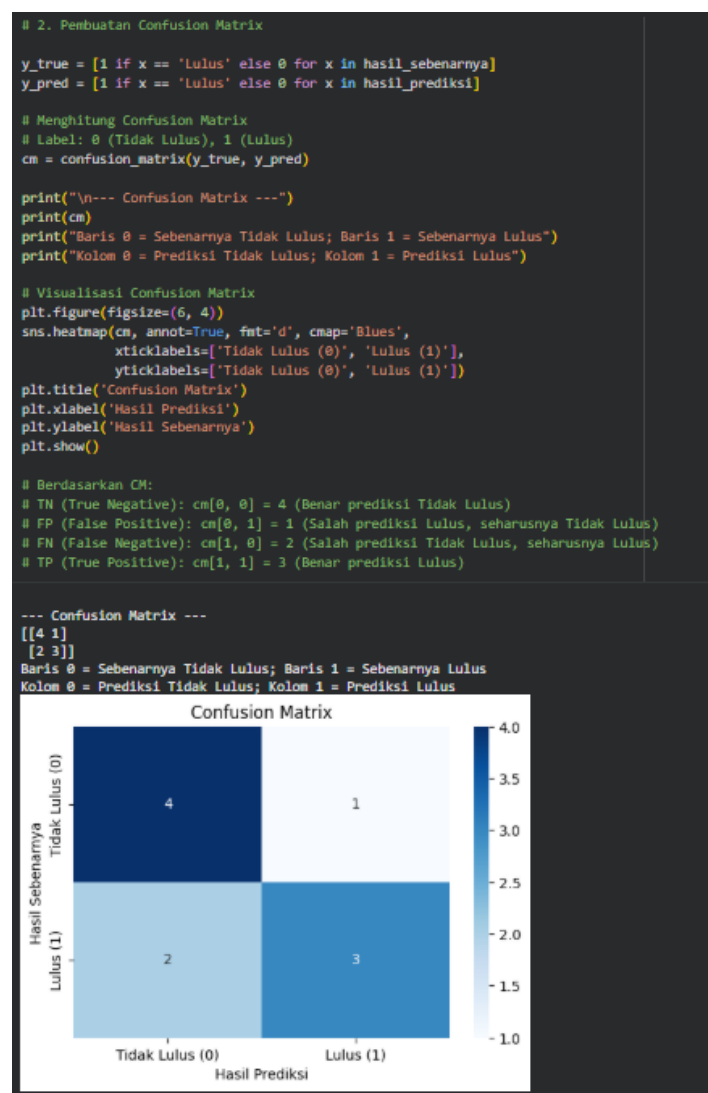 # 2. Pembuatan Confusion Matrix
y_true = [1 if x == 'Lulus' else 0 for x in hasil_sebenarnya]
y_pred = [1 if x == 'Lulus' else 0 for x in hasil_prediksi]
# Menghitung Confusion Matrix
# Label: 0 (Tidak Lulus), 1 (Lulus)
cm = confusion_matrix(y_true, y_pred)
print("\n--- Confusion Matrix ---")
print(cm)
print("Baris 0 = Sebenarnya Tidak Lulus; Baris 1 = Sebenarnya Lulus")
print("Kolom 0 = Prediksi Tidak Lulus; Kolom 1 = Prediksi Lulus")
# Visualisasi Confusion Matrix
plt.figure(figsize=(6, 4))
sns.heatmap(cm, annot=True, fmt='d', cmap='Blues',
xticklabels=['Tidak Lulus (0)', 'Lulus (1)'],
yticklabels=['Tidak Lulus (0)', 'Lulus (1)'])
plt.title('Confusion Matrix')
plt.xlabel('Hasil Prediksi')
plt.ylabel('Hasil Sebenarnya')
plt.show()
# Berdasarkan CM:
# TN (True Negative): cm[0, 0] = 4 (Benar prediksi Tidak Lulus)
# FP (False Positive): cm[0, 1] = 1 (Salah prediksi Lulus, seharusnya Tidak Lulus)
# FN (False Negative): cm[1, 0] = 2 (Salah prediksi Tidak Lulus, seharusnya Lulus)
# TP (True Positive): cm[1, 1] = 3 (Benar prediksi Lulus)
--- Confusion Matrix ---
[[4 1]
[2 3]]
Baris 0 = Sebenarnya Tidak Lulus; Baris 1 = Sebenarnya Lulus
Kolom 0 = Prediksi Tidak Lulus; Kolom 1 = Prediksi Lulus
Confusion Matrix
Hasil Sebenarnya
Tidak Lulus (0)
Lulus (1)
4
1
2
3
4.0
3.5
3.0
2.5
2.0
1.5
1.0
Tidak Lulus (0)
Lulus (1)
Hasil Prediksi